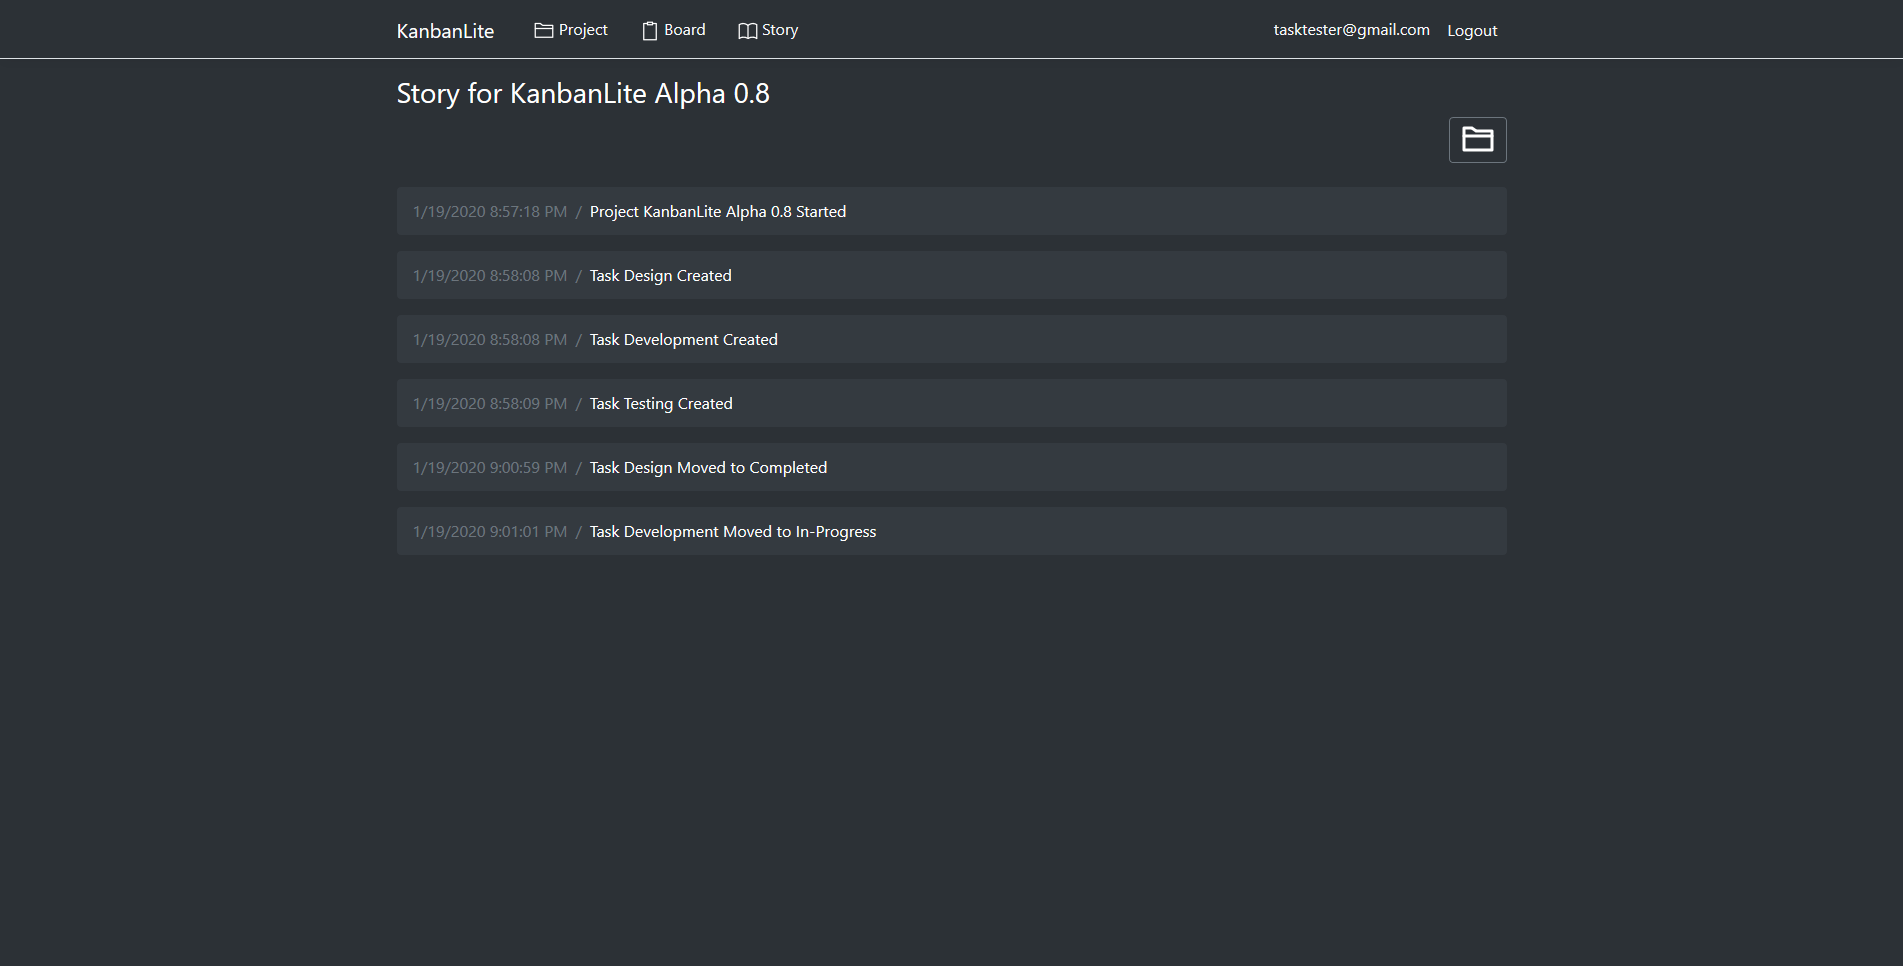 KanbanLite Project Board Story tasktester@gmail.com Logout
Story for KanbanLite Alpha 0.8
1/19/2020 8:57:18 PM / Project KanbanLite Alpha 0.8 Started
1/19/2020 8:58:08 PM / Task Design Created
1/19/2020 8:58:08 PM / Task Development Created
1/19/2020 8:58:09 PM / Task Testing Created
1/19/2020 9:00:59 PM / Task Design Moved to Completed
1/19/2020 9:01:01 PM / Task Development Moved to In-Progress